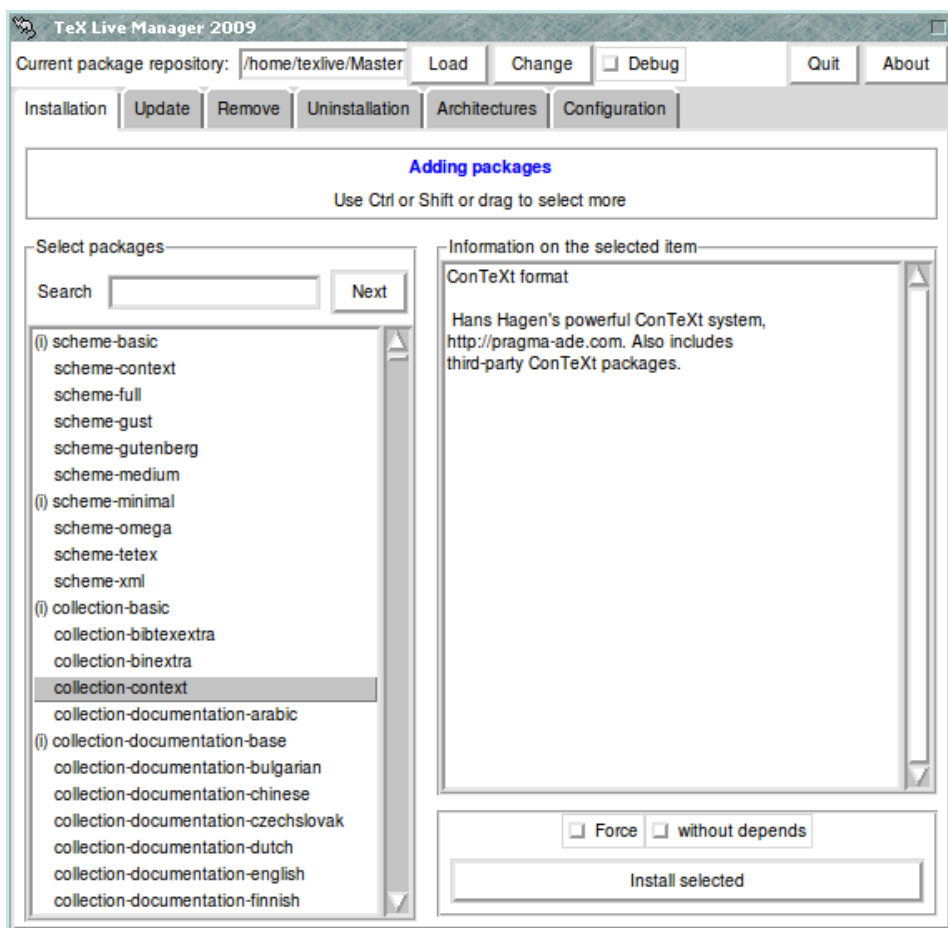 TeX Live Manager 2009
Current package repository: /home/texlive/Master Load Change Debug Quit About
Installation Update Remove Uninstallation Architectures Configuration
Adding packages
Use Ctrl or Shift or drag to select more
Select packages
Search Next
(i) scheme-basic
scheme-context
scheme-full
scheme-gust
scheme-gutenberg
scheme-medium
(i) scheme-minimal
scheme-omega
scheme-tetex
scheme-xml
(i) collection-basic
collection-bibtexextra
collection-binextra
collection-context
collection-documentation-arabic
(i) collection-documentation-base
collection-documentation-bulgarian
collection-documentation-chinese
collection-documentation-czechslovak
collection-documentation-dutch
collection-documentation-english
collection-documentation-finnish
Information on the selected item
ConTeXt format
Hans Hagen's powerful ConTeXt system,
http://pragma-ade.com. Also includes
third-party ConTeXt packages.
Force without depends
Install selected